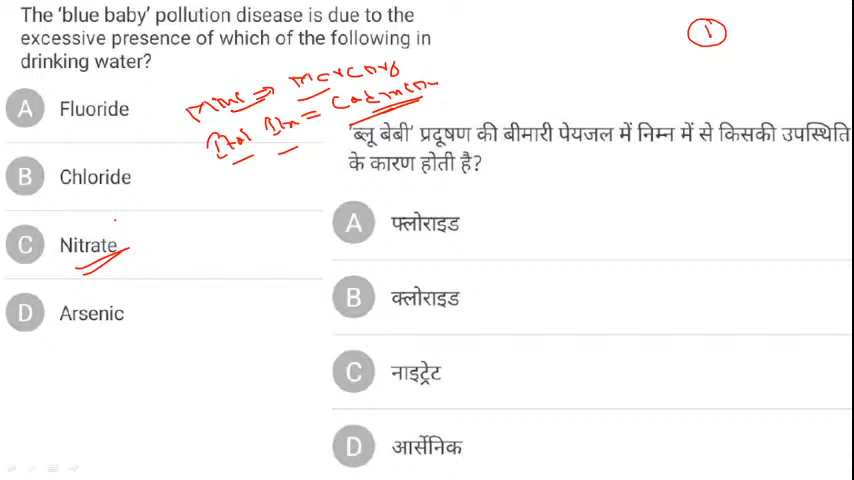 The ‘blue baby’ pollution disease is due to the
excessive presence of which of the following in
drinking water?
A Fluoride
B Chloride
C Nitrate
D Arsenic
1
'ब्लू बेबी’ प्रदूषण की बीमारी पेयजल में निम्न में से किसकी उपस्थिति
के कारण होती है?
A फ्लोराइड
B क्लोराइड
C नाइट्रेट
D आर्सेनिक